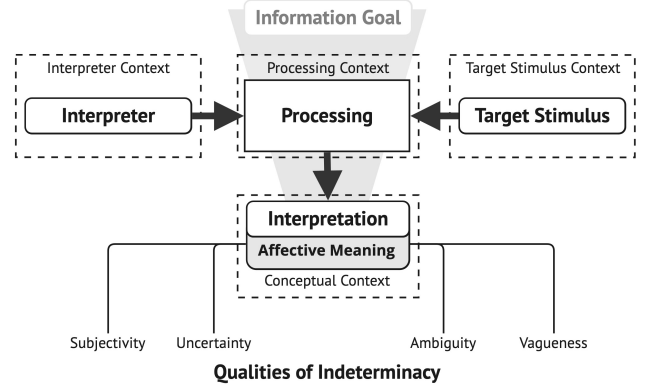 Information Goal
Interpreter Context
Processing Context
Target Stimulus Context
Interpreter
Processing
Target Stimulus
Interpretation
Affective Meaning
Conceptual Context
Subjectivity
Uncertainty
Ambiguity
Vagueness
Qualities of Indeterminacy